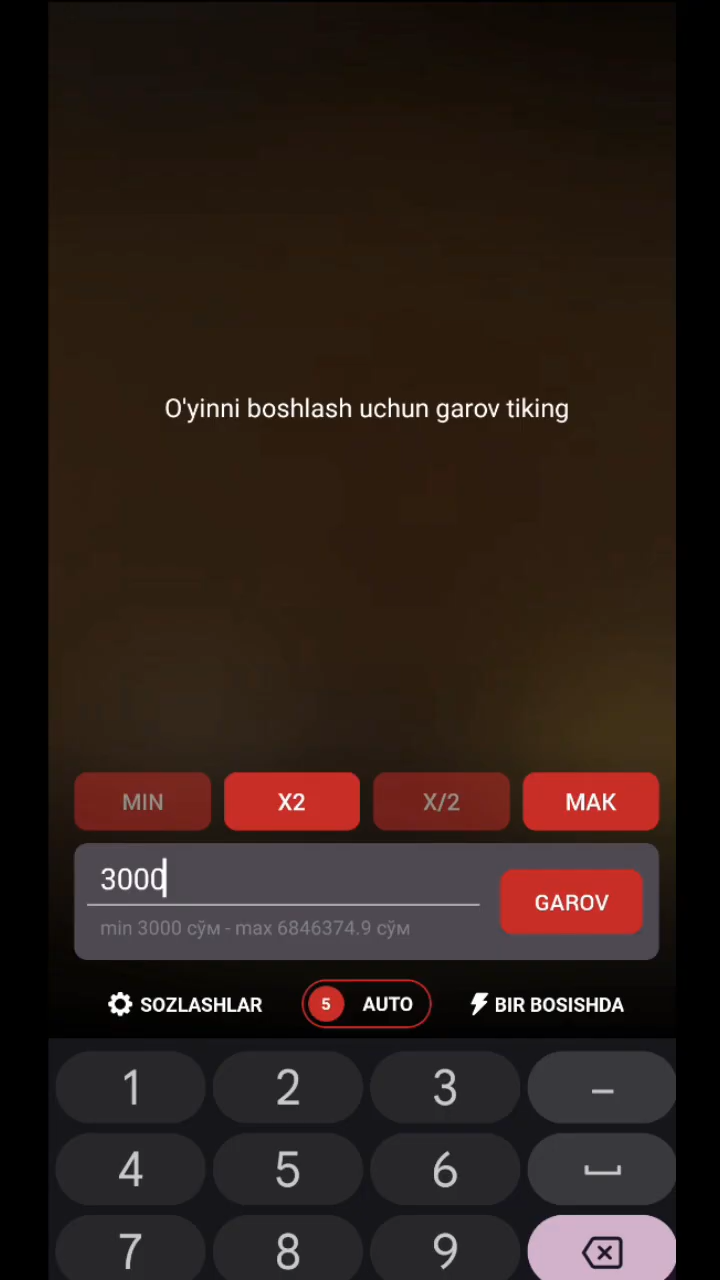 O'yinni boshlash uchun garov tiking
MIN X2 X/2 MAK
3000
GAROV
min 3000 сўм - max 6846374.9 сўм
SOZLASHLAR 5 AUTO BIR BOSISHDA
1 2 3 –
4 5 6
7 8 9